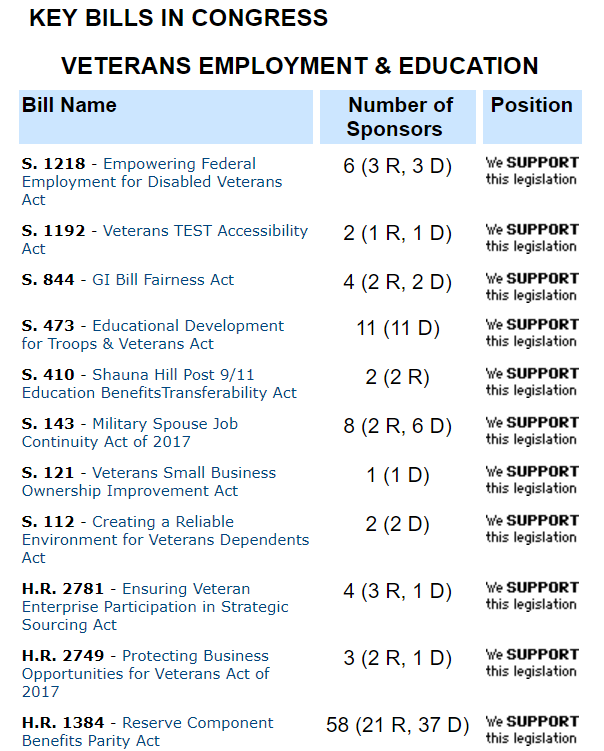 KEY BILLS IN CONGRESS
VETERANS EMPLOYMENT & EDUCATION
Bill Name Number of Sponsors Position
S. 1218 - Empowering Federal
Employment for Disabled Veterans
Act
6 (3 R, 3 D)
We SUPPORT
this legislation
S. 1192 - Veterans TEST Accessibility
Act
2 (1 R, 1 D)
We SUPPORT
this legislation
S. 844 - GI Bill Fairness Act
4 (2 R, 2 D)
We SUPPORT
this legislation
S. 473 - Educational Development
for Troops & Veterans Act
11 (11 D)
We SUPPORT
this legislation
S. 410 - Shauna Hill Post 9/11
Education BenefitsTransferability Act
2 (2 R)
We SUPPORT
this legislation
S. 143 - Military Spouse Job
Continuity Act of 2017
8 (2 R, 6 D)
We SUPPORT
this legislation
S. 121 - Veterans Small Business
Ownership Improvement Act
1 (1 D)
We SUPPORT
this legislation
S. 112 - Creating a Reliable
Environment for Veterans Dependents
Act
2 (2 D)
We SUPPORT
this legislation
H.R. 2781 - Ensuring Veteran
Enterprise Participation in Strategic
Sourcing Act
4 (3 R, 1 D)
We SUPPORT
this legislation
H.R. 2749 - Protecting Business
Opportunities for Veterans Act of
2017
3 (2 R, 1 D)
We SUPPORT
this legislation
H.R. 1384 - Reserve Component
Benefits Parity Act
58 (21 R, 37 D)
We SUPPORT
this legislation